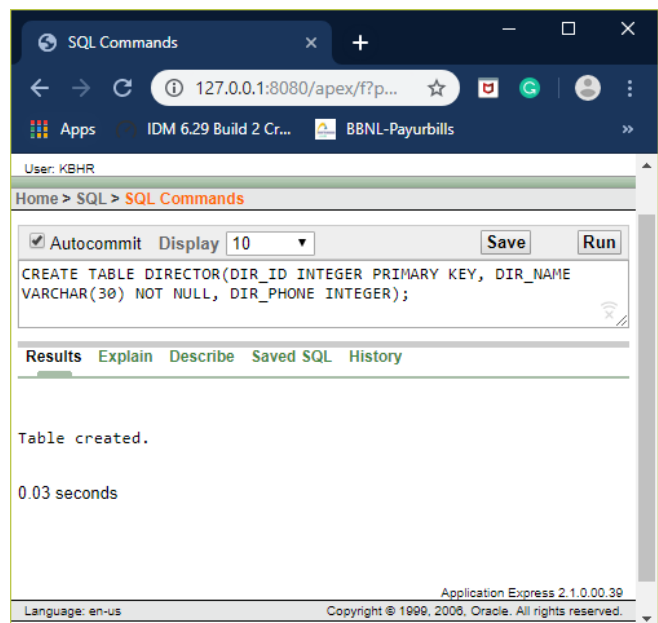 SQL Commands
127.0.0.1:8080/apex/f?p...
Apps IDM 6.29 Build 2 Cr... BBNL-Payurbills »
User: KBHR
Home > SQL > SQL Commands
Autocommit Display 10 Save Run
CREATE TABLE DIRECTOR(DIR_ID INTEGER PRIMARY KEY, DIR_NAME
VARCHAR(30) NOT NULL, DIR_PHONE INTEGER);
Results Explain Describe Saved SQL History
Table created.
0.03 seconds
Application Express 2.1.0.00.39
Language: en-us Copyright © 1999, 2006, Oracle. All rights reserved.